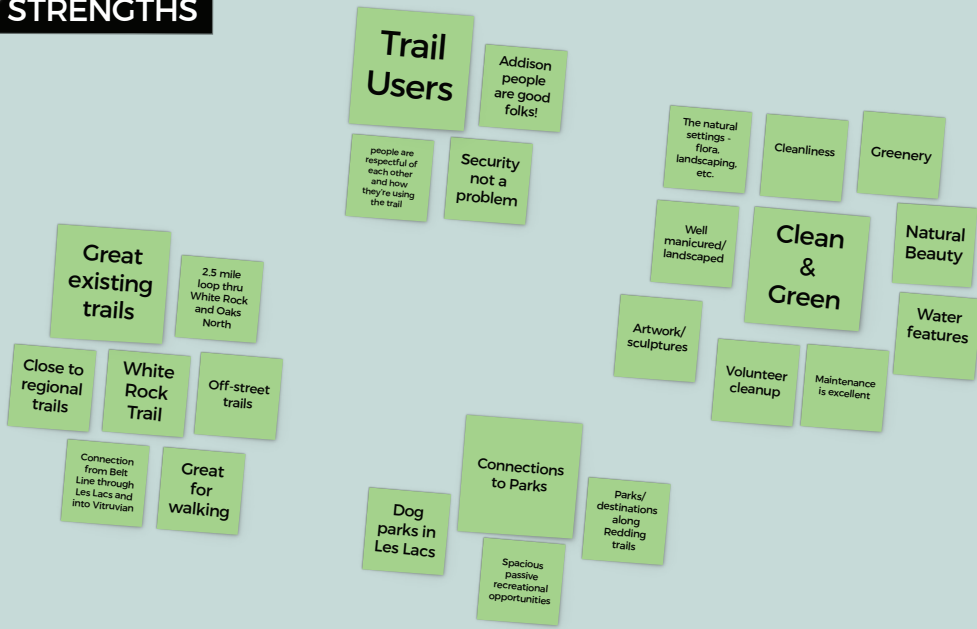 STRENGTHS
Trail
Users
Addison
people
are good
folks!
people are
respectful of
each other
and how
they're using
the trail
Security
not a
problem
The natural
settings -
flora,
landscaping,
etc.
Cleanliness
Greenery
Well
manicured/
landscaped
Clean
&
Green
Natural
Beauty
Artwork/
sculptures
Water
features
Volunteer
cleanup
Maintenance
is excellent
Great
existing
trails
2.5 mile
loop thru
White Rock
and Oaks
North
Close to
regional
trails
White
Rock
Trail
Off-street
trails
Connection
from Belt
Line through
Les Lacs and
into Vitruvian
Great
for
walking
Connections
to Parks
Dog
parks in
Les Lacs
Parks/
destinations
along
Redding
trails
Spacious
passive
recreational
opportunities